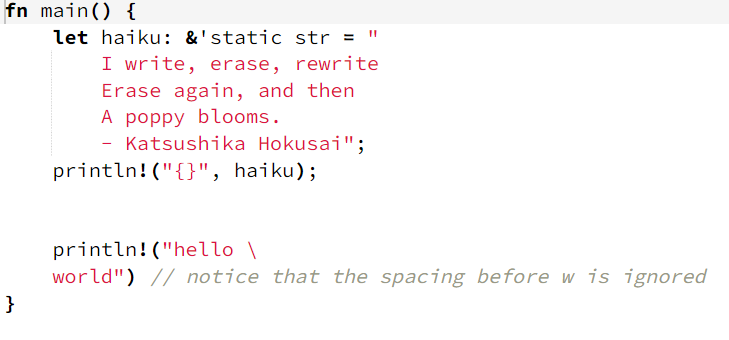 fn main() {
    let haiku: &'static str = "
        I write, erase, rewrite
        Erase again, and then
        A poppy blooms.
        - Katsushika Hokusai";
    println!("{}", haiku);


    println!("hello \
    world") // notice that the spacing before w is ignored
}